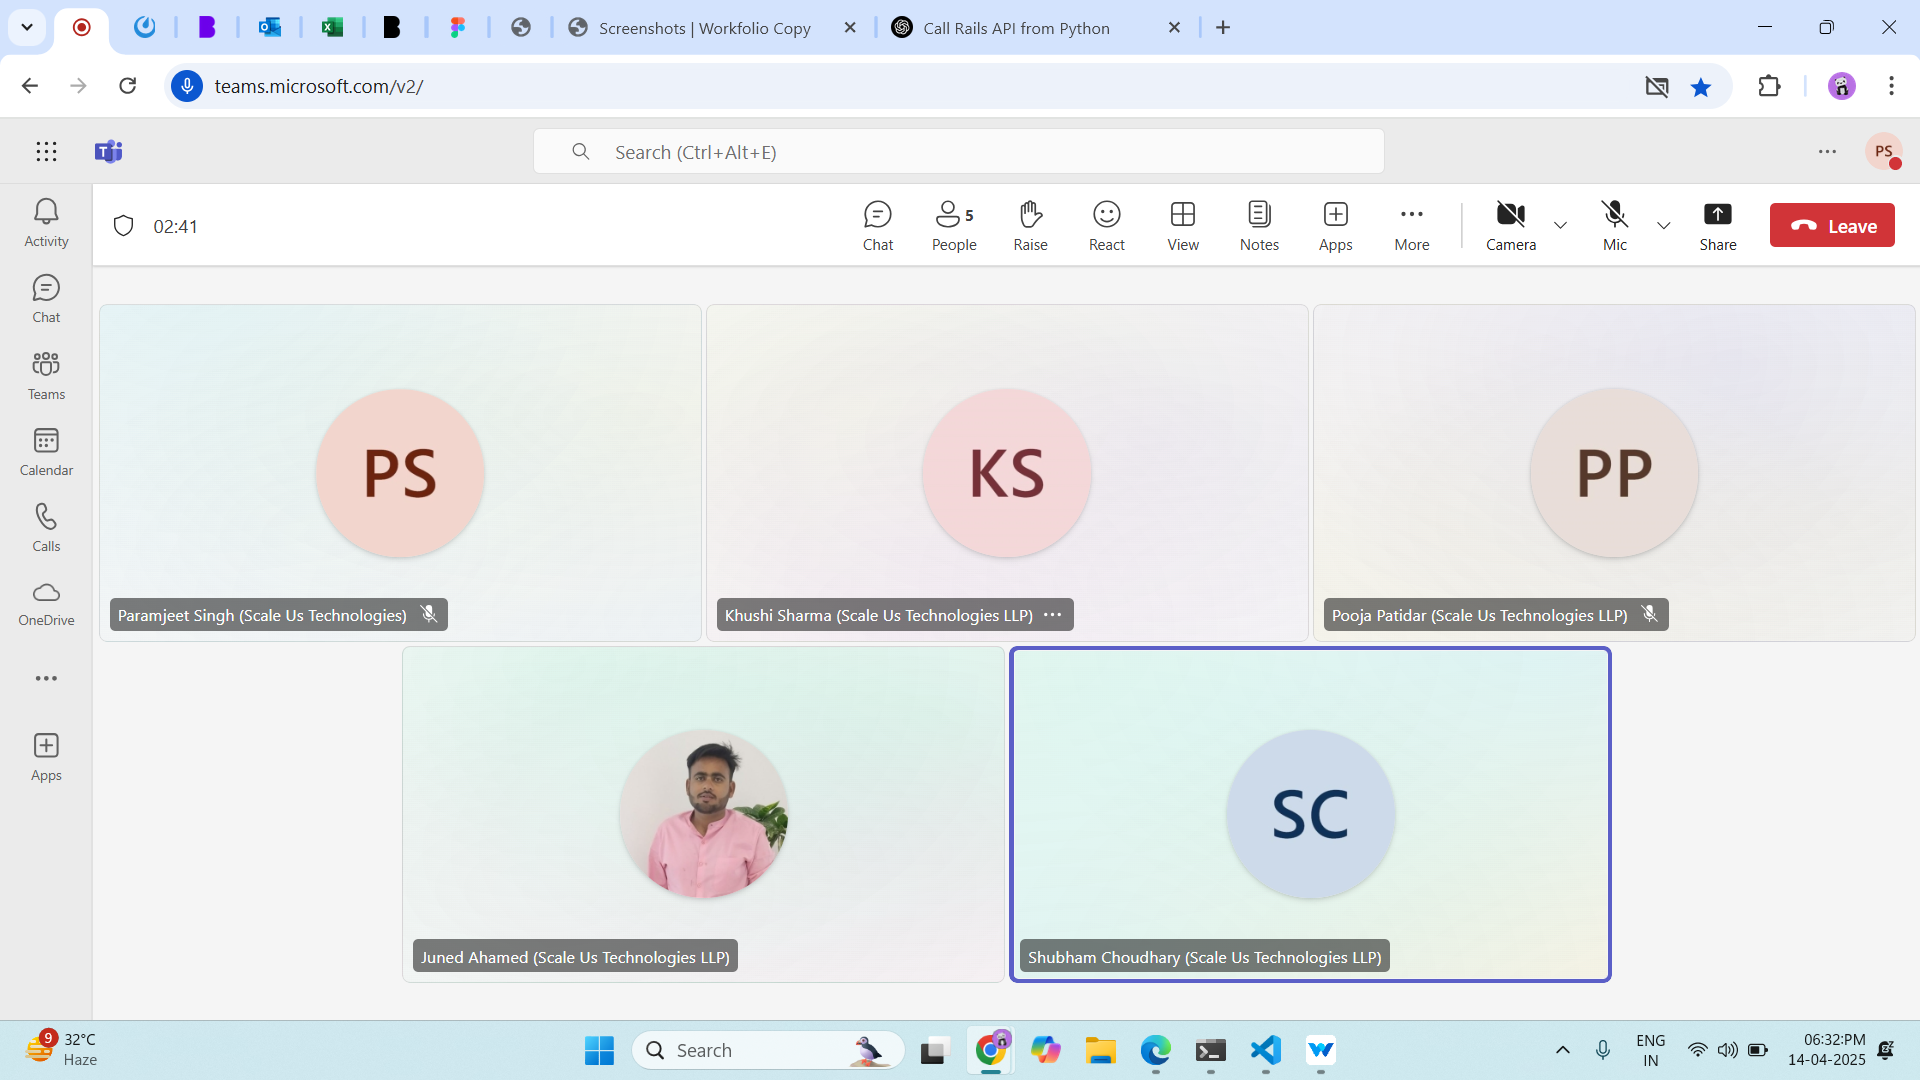 Screenshots | Workfolio Copy
Call Rails API from Python
teams.microsoft.com/v2/
Search (Ctrl+Alt+E)
PS
Activity
Chat
Teams
Calendar
Calls
OneDrive
Apps
02:41
Chat
People 5
Raise
React
View
Notes
Apps
More
Camera
Mic
Share
Leave
PS
Paramjeet Singh (Scale Us Technologies)
KS
Khushi Sharma (Scale Us Technologies LLP)
PP
Pooja Patidar (Scale Us Technologies LLP)
Juned Ahamed (Scale Us Technologies LLP)
SC
Shubham Choudhary (Scale Us Technologies LLP)
9
32°C
Haze
Search
ENG
IN
06:32:PM
14-04-2025